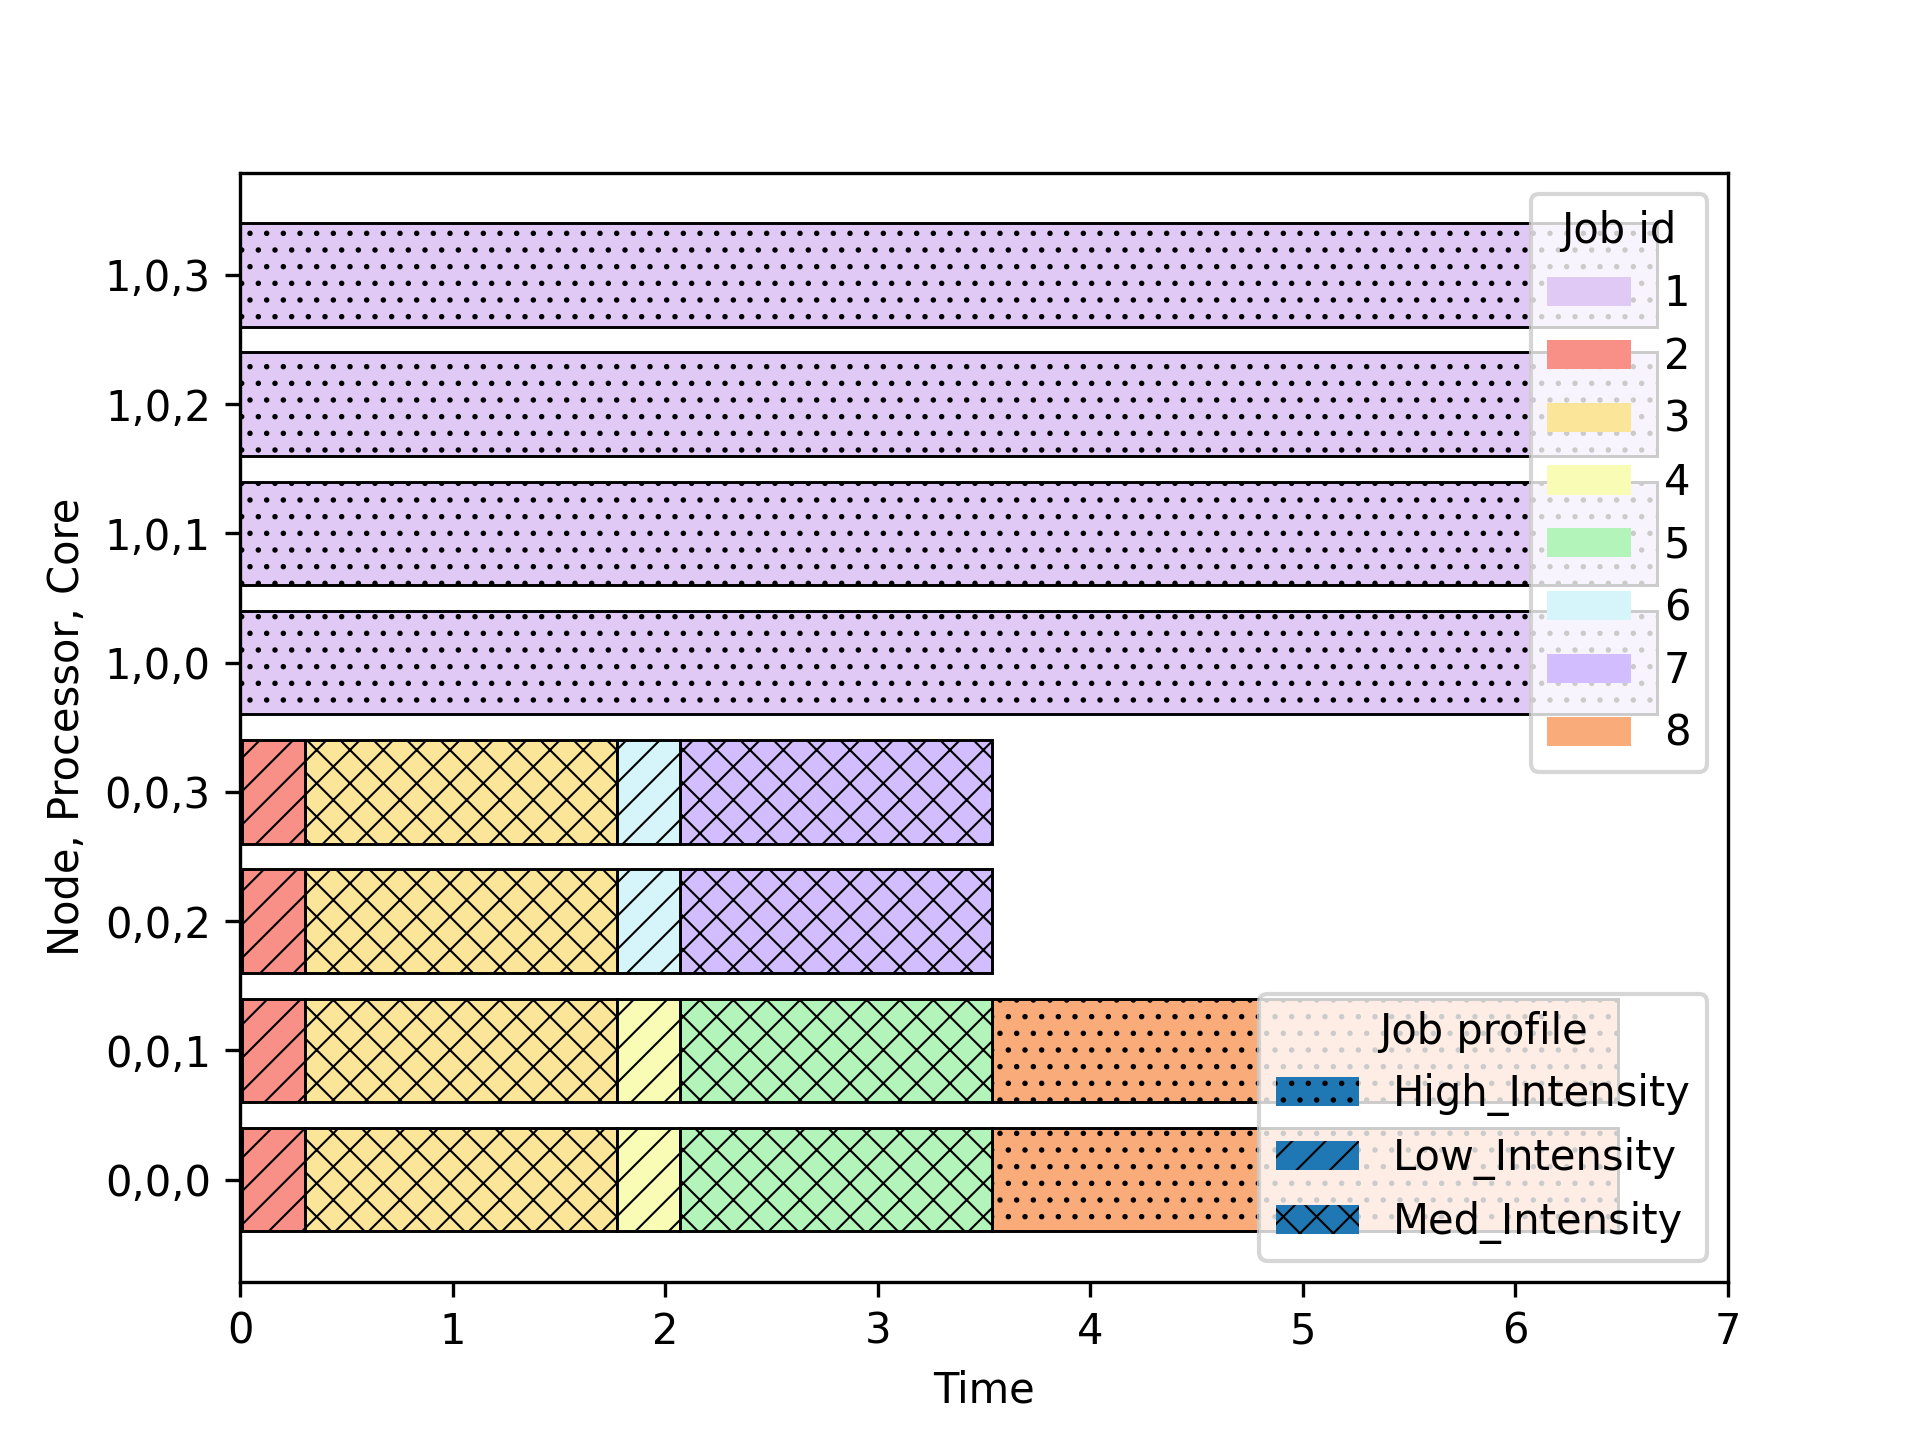 Job id
1
2
3
4
5
6
7
8
1,0,3
1,0,2
1,0,1
1,0,0
0,0,3
0,0,2
0,0,1
0,0,0
Node, Processor, Core
Job profile
High_Intensity
Low_Intensity
Med_Intensity
0 1 2 3 4 5 6 7
Time